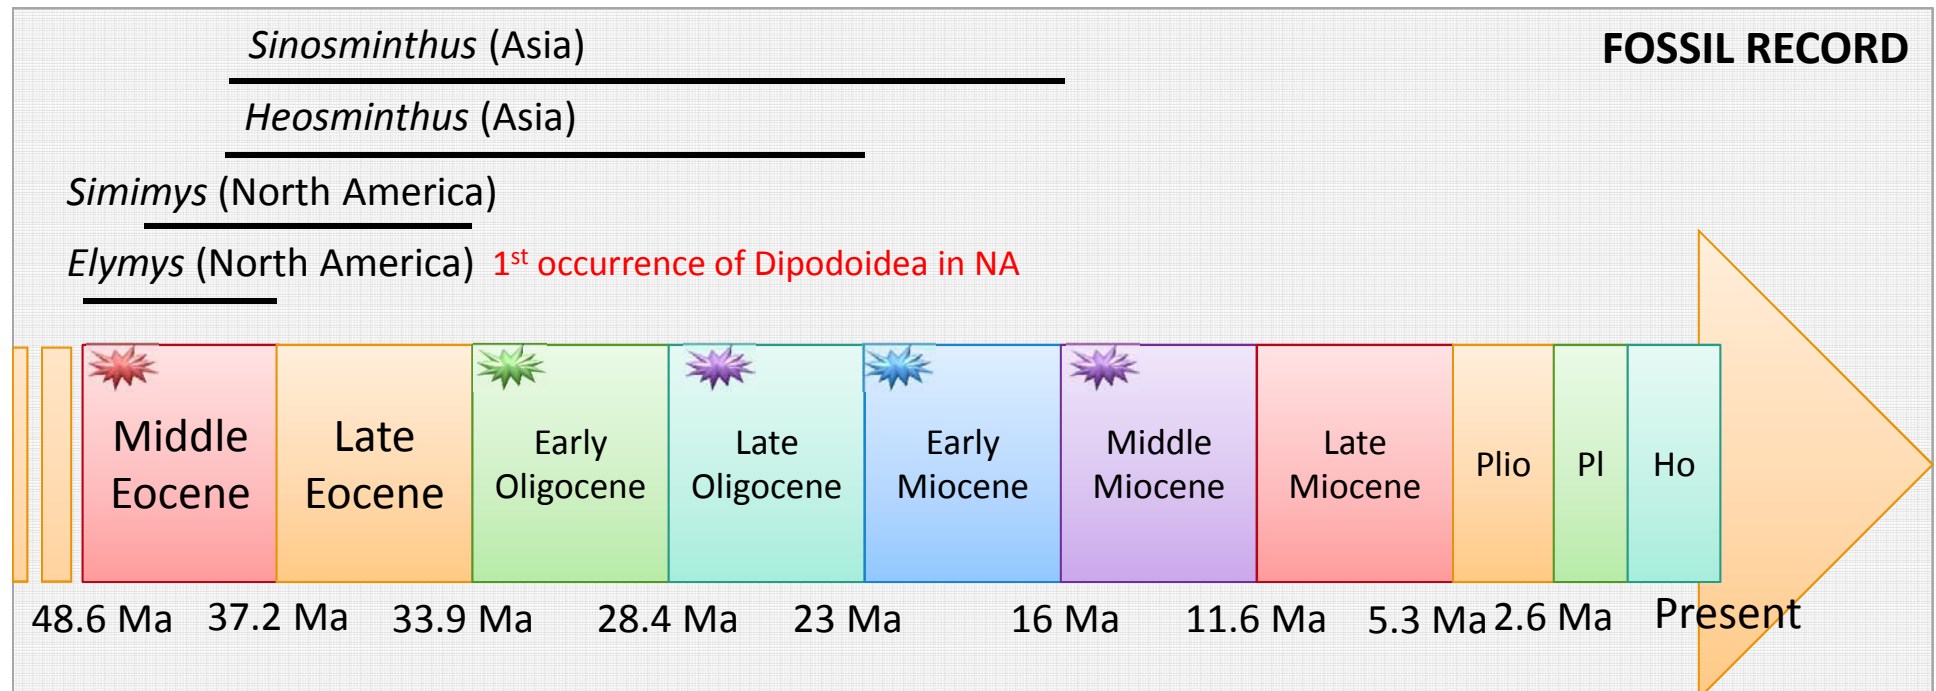 FOSSIL RECORD
Sinosminthus (Asia)
Heosminthus (Asia)
Simimys (North America)
Elymys (North America) 1st occurrence of Dipodoidea in NA
Middle
Eocene
Late
Eocene
Early
Oligocene
Late
Oligocene
Early
Miocene
Middle
Miocene
Late
Miocene
Plio
Pl
Ho
48.6 Ma 37.2 Ma 33.9 Ma 28.4 Ma 23 Ma 16 Ma 11.6 Ma 5.3 Ma 2.6 Ma Present